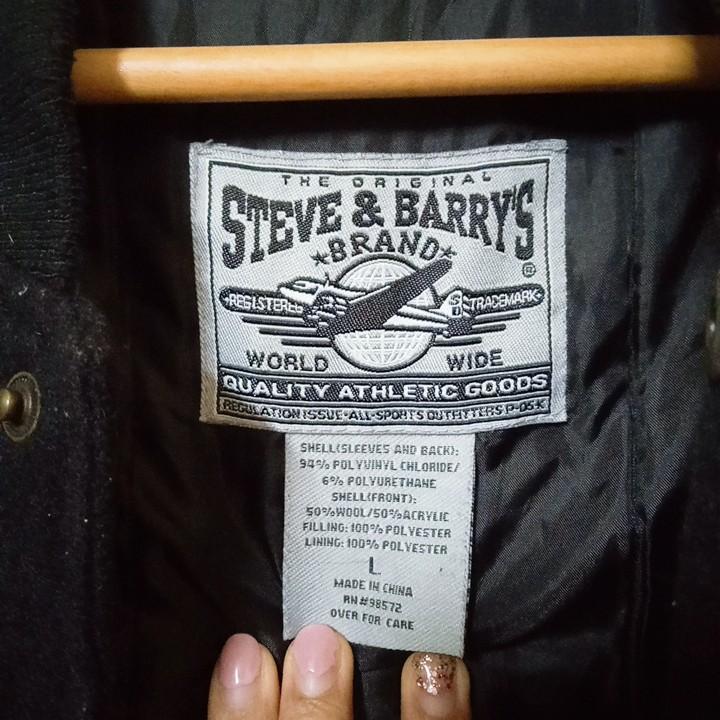 THE ORIGINAL
STEVE & BARRY'S
★BRAND★
®
REGISTERED
TRADEMARK
WORLD WIDE
QUALITY ATHLETIC GOODS
REGULATION ISSUE•ALL-SPORTS OUTFITTERS P-05K
SHELL(SLEEVES AND BACK):
94% POLYVINYL CHLORIDE/
6% POLYURETHANE
SHELL(FRONT):
50%WOOL/50%ACRYLIC
FILLING: 100% POLYESTER
LINING: 100% POLYESTER
L
MADE IN CHINA
RN#98572
OVER FOR CARE